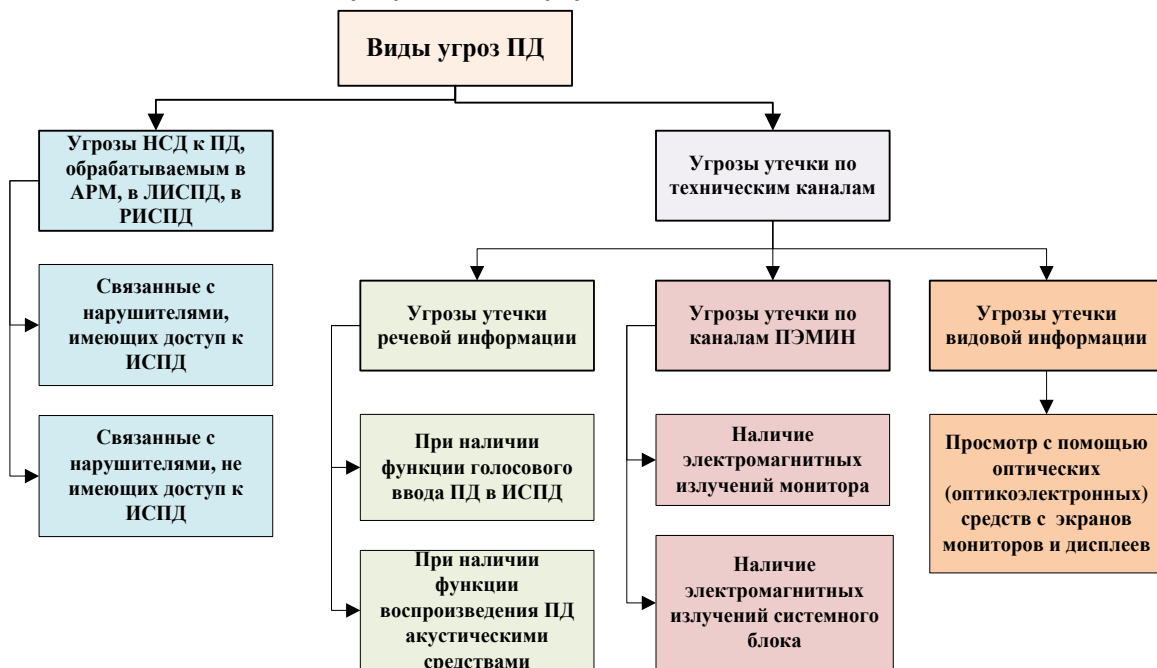 Виды угроз ПД
Угрозы НСД к ПД,
обрабатываемым в
АРМ, в ЛИСПД, в
РИСПД
Угрозы утечки по
техническим каналам
Связанные с
нарушителями,
имеющих доступ к
ИСПД
Связанные с
нарушителями, не
имеющих доступ к
ИСПД
Угрозы утечки
речевой информации
Угрозы утечки по
каналам ПЭМИН
Угрозы утечки
видовой информации
При наличии
функции голосового
ввода ПД в ИСПД
При наличии
функции
воспроизведения ПД
акустическими
средствами
Наличие
электромагнитных
излучений монитора
Наличие
электромагнитных
излучений системного
блока
Просмотр с помощью
оптических
(оптикоэлектронных)
средств с экранов
мониторов и дисплеев